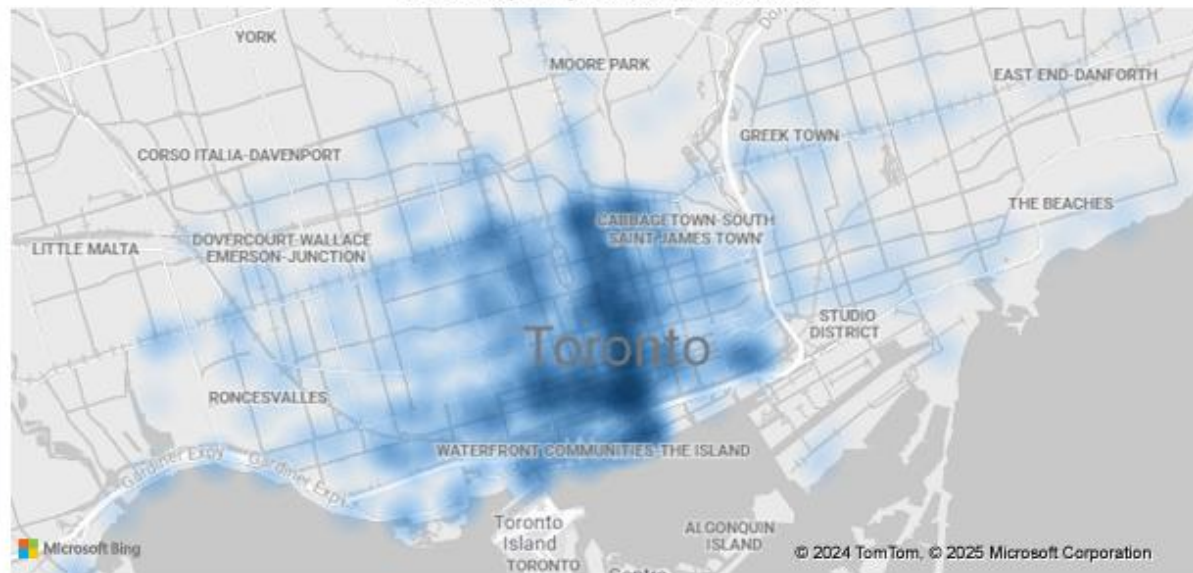 YORK
MOORE PARK
EAST END-DANFORTH
GREEK TOWN
CORSO ITALIA-DAVENPORT
THE BEACHES
CABBAGETOWN-SOUTH
SAINT JAMES TOWN
LITTLE MALTA
DOVERCOURT-WALLACE
EMERSON-JUNCTION
STUDIO
DISTRICT
Toronto
RONCESVALLES
WATERFRONT COMMUNITIES-THE ISLAND
Gardiner Expy
Gardiner Expy
Toronto
Island
TORONTO
ALGONQUIN
ISLAND
Microsoft Bing
© 2024 TomTom, © 2025 Microsoft Corporation